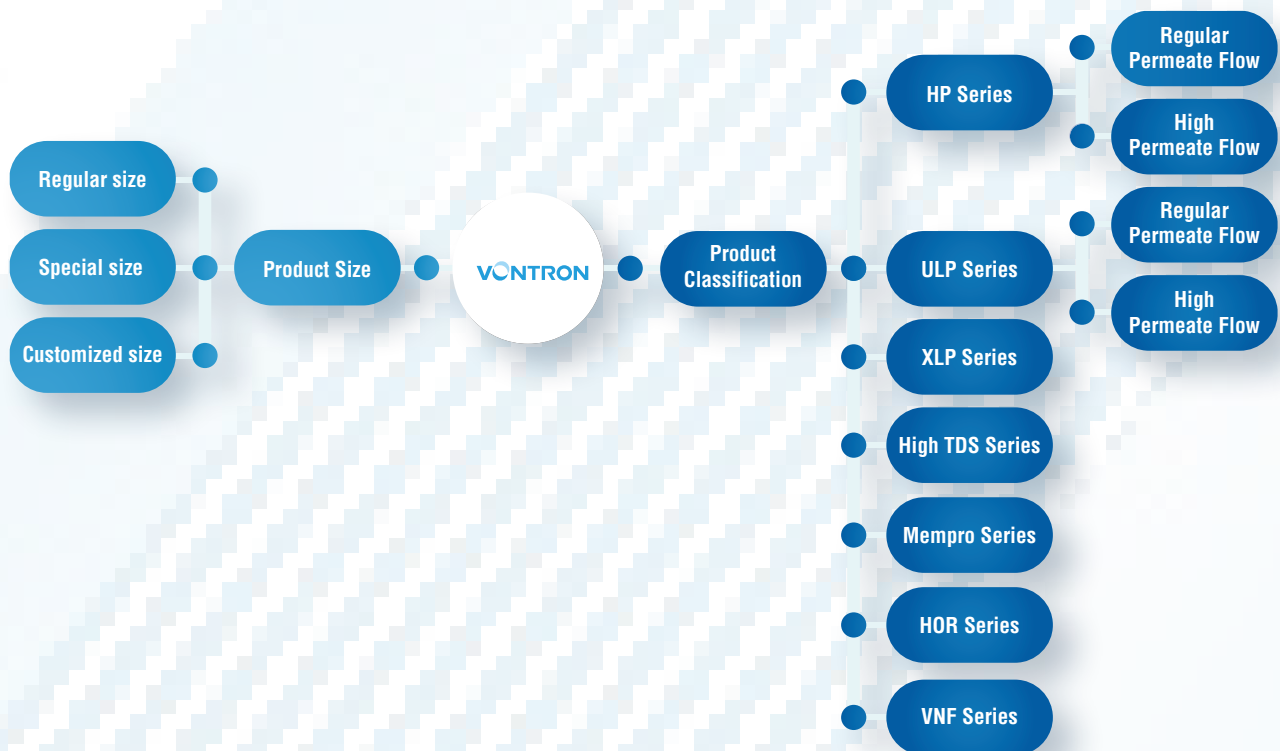 Regular size
Special size
Customized size
Product Size
VONTRON
Product
Classification
HP Series
ULP Series
XLP Series
High TDS Series
Mempro Series
HOR Series
VNF Series
Regular
Permeate Flow
High
Permeate Flow
Regular
Permeate Flow
High
Permeate Flow